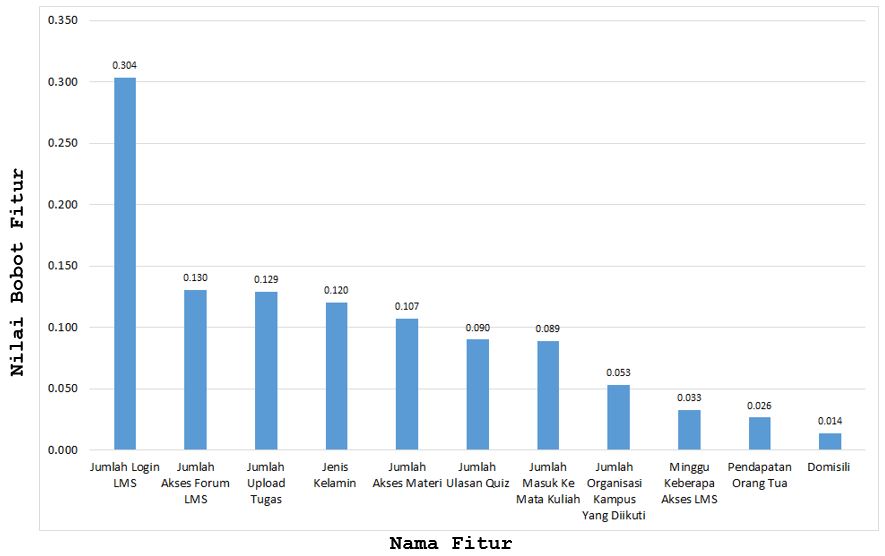 0.350
0.300
0.250
0.200
0.150
0.100
0.050
0.000
Nilai Bobot Fitur
0.304
0.130
0.129
0.120
0.107
0.090
0.089
0.053
0.033
0.026
0.014
Jumlah Login
LMS
Jumlah
Akses Forum
LMS
Jumlah
Upload
Tugas
Jenis
Kelamin
Jumlah
Akses Materi
Jumlah
Ulasan Quiz
Jumlah
Masuk Ke
Mata Kuliah
Jumlah
Organisasi
Kampus
Yang Diikuti
Minggu
Keberapa
Akses LMS
Pendapatan
Orang Tua
Domisili
Nama Fitur